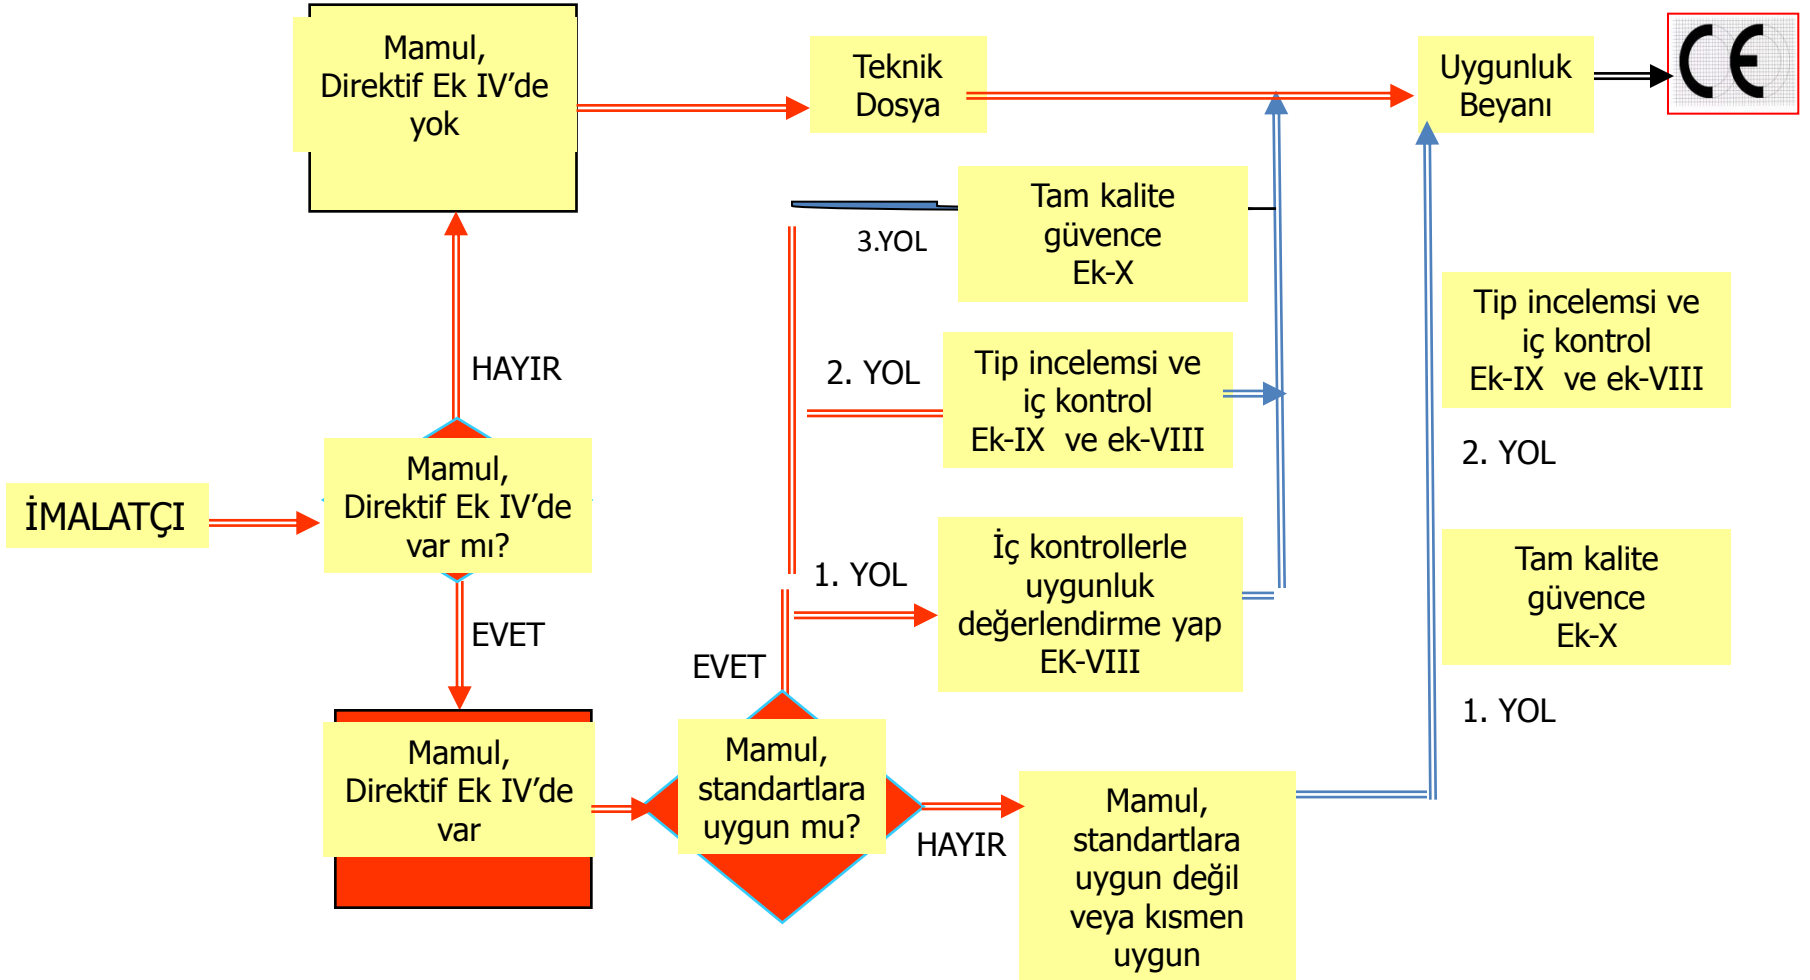 Mamul,
Direktif Ek IV’de
yok
Teknik
Dosya
Uygunluk
Beyanı
CE
Tam kalite
güvence
Ek-X
3.YOL
Tip incelemsi ve
iç kontrol
Ek-IX ve ek-VIII
HAYIR
2. YOL
Tip incelemsi ve
iç kontrol
Ek-IX ve ek-VIII
2. YOL
İMALATÇI
Mamul,
Direktif Ek IV’de
var mı?
1. YOL
İç kontrollerle
uygunluk
değerlendirme yap
EK-VIII
Tam kalite
güvence
Ek-X
EVET
EVET
1. YOL
Mamul,
Direktif Ek IV’de
var
Mamul,
standartlara
uygun mu?
HAYIR
Mamul,
standartlara
uygun değil
veya kısmen
uygun